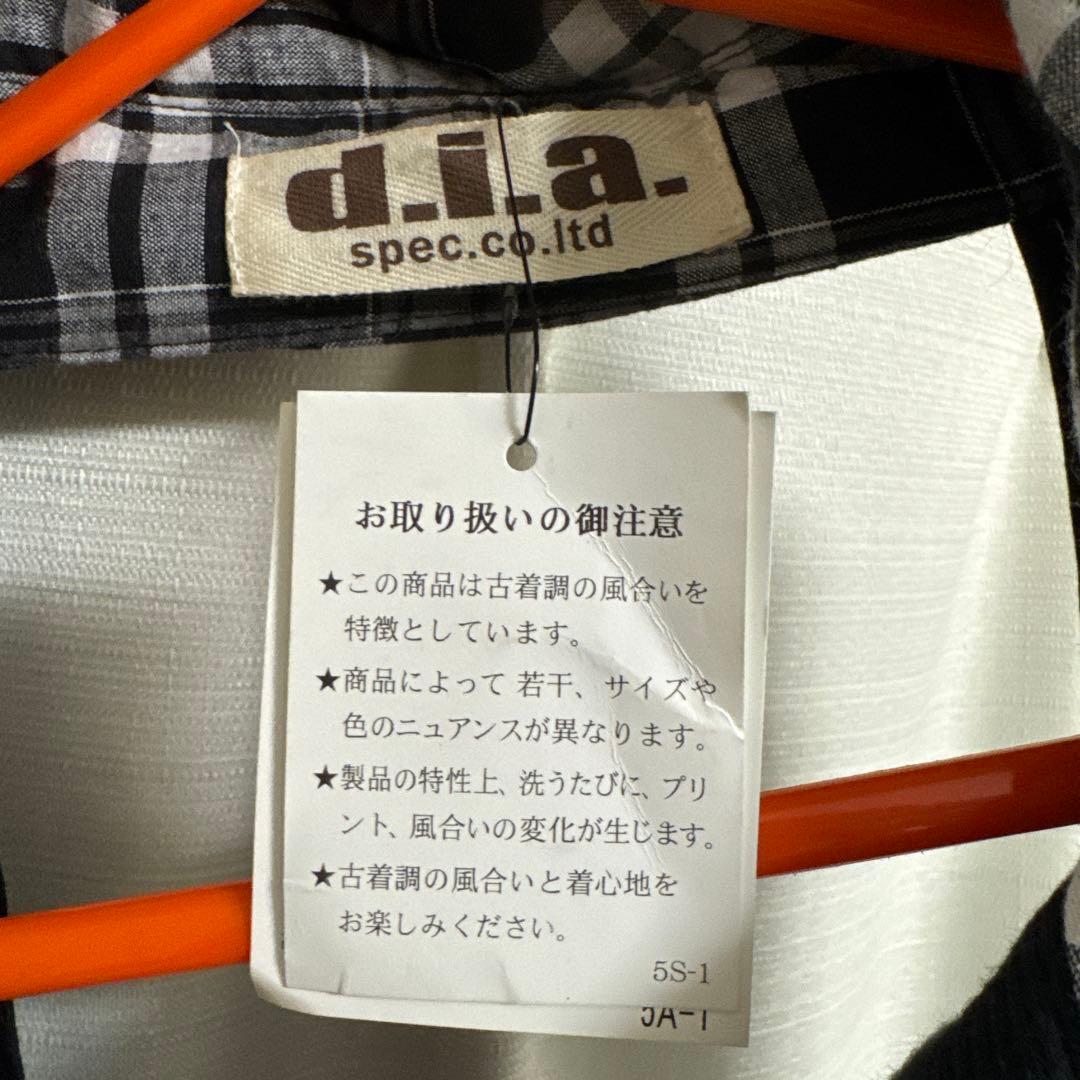 d.i.a.
spec.co.ltd
お取り扱いの御注意
★この商品は古着調の風合いを
特徴としています。
★商品によって 若干、サイズや
色のニュアンスが異なります。
★製品の特性上、洗うたびに、プリ
ント、風合いの変化が生じます。
★古着調の風合いと着心地を
お楽しみください。
5S-1
5A-1